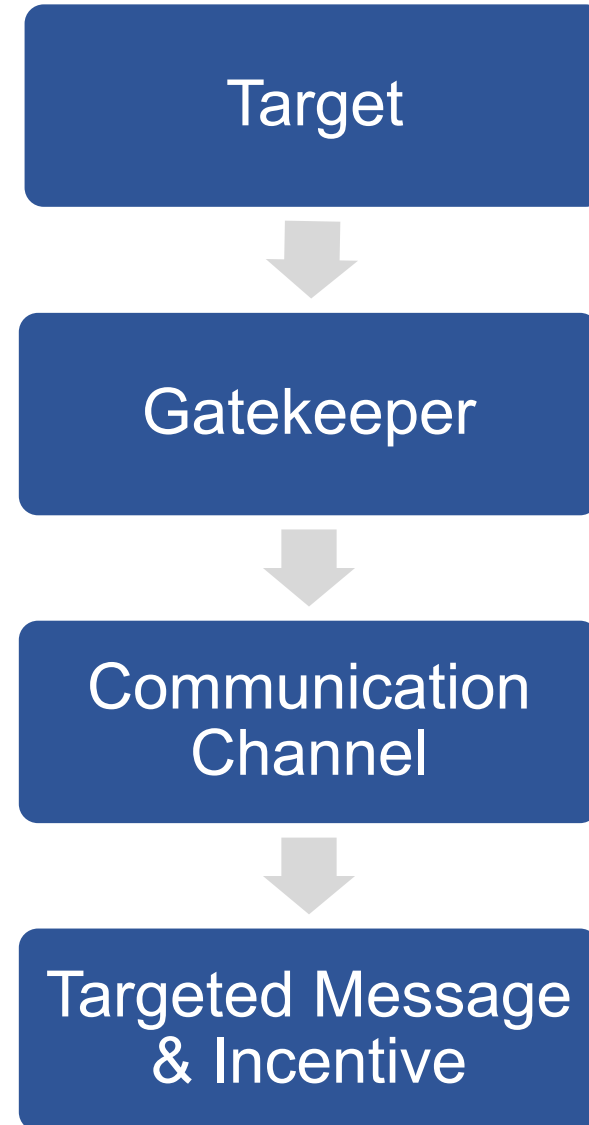 Target
Gatekeeper
Communication
Channel
Targeted Message
& Incentive